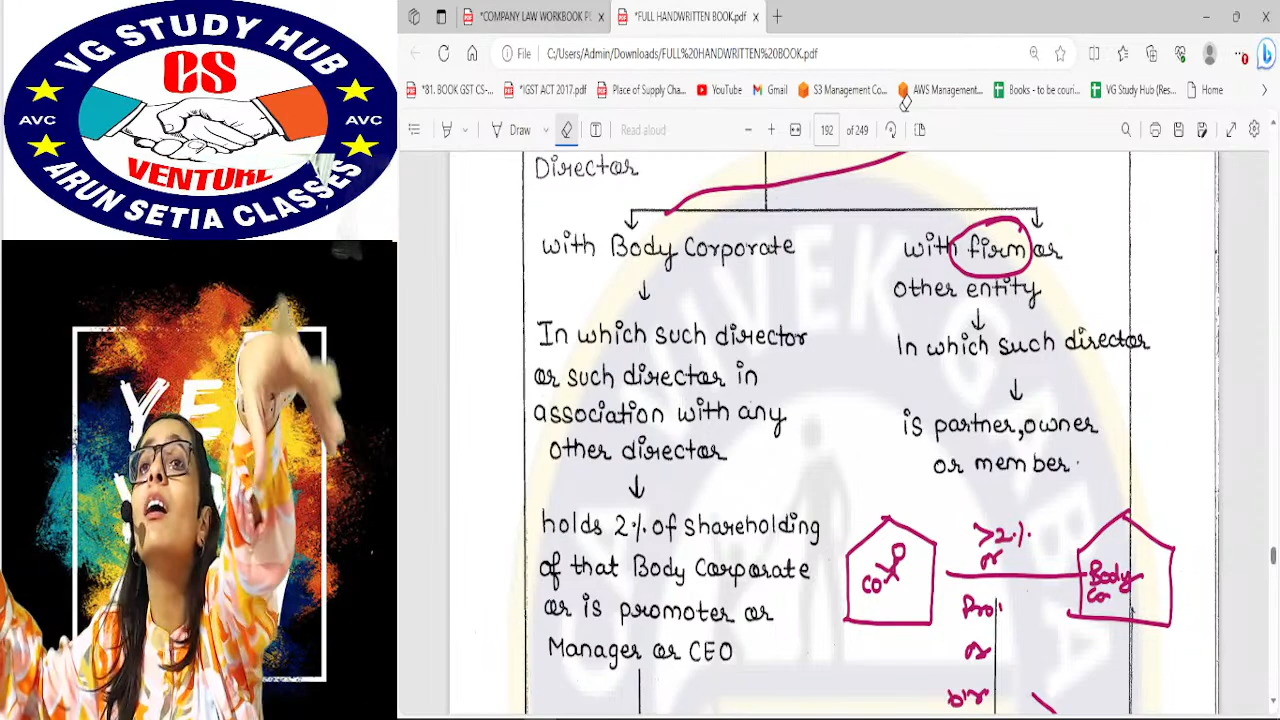 VG STUDY HUB
CS
AVC
AVC
VENTURE
ARUN SETIA CLASSES
YE
*COMPANY LAW WORKBOOK P
*FULL HANDWRITTEN BOOK.pdf
File
C:/Users/Admin/Downloads/FULL%20HANDWRITTEN%20BOOK.pdf
*81. BOOK GST CS-...
*IGST ACT 2017.pdf
Place of Supply Cha...
YouTube
Gmail
S3 Management Co...
AWS Management...
Books - to be couri...
VG Study Hub (Res...
Home
Draw
Read aloud
192
of 249
Director
with Body Corporate
with firm or
other entity
In which such director
or such director in
association with any
other director
In which such director
is partner, owner
or member.
holds 2% of shareholding
of that Body Corporate
or is promoter or
Manager or CEO
Co
>2%
or
Body
Co.
Pro.
or